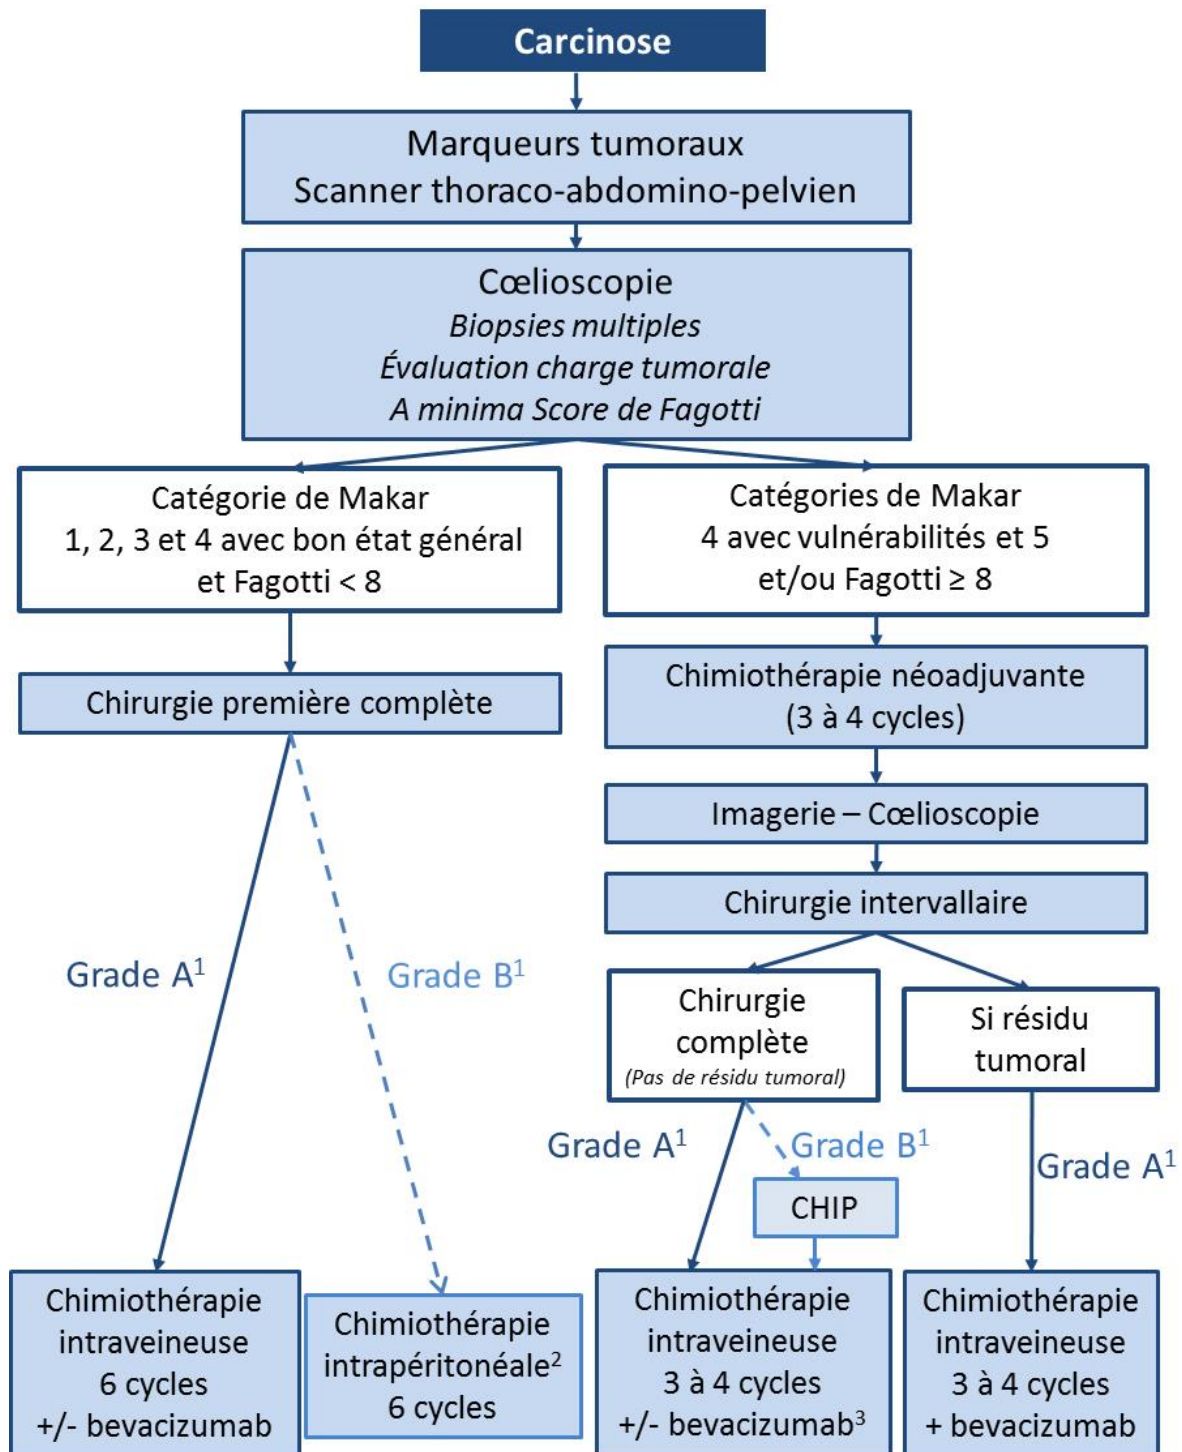 Carcinose
Marqueurs tumoraux
Scanner thoraco-abdomino-pelvien
Cœlioscopie
Biopsies multiples
Évaluation charge tumorale
A minima Score de Fagotti
Catégorie de Makar
1, 2, 3 et 4 avec bon état général
et Fagotti < 8
Catégories de Makar
4 avec vulnérabilités et 5
et/ou Fagotti ≥ 8
Chirurgie première complète
Chimiothérapie néoadjuvante
(3 à 4 cycles)
Imagerie – Cœlioscopie
Chirurgie intervallaire
Grade A¹
Grade B¹
Chirurgie
complète
(Pas de résidu tumoral)
Si résidu
tumoral
Grade A¹
Grade B¹
Grade A¹
CHIP
Chimiothérapie
intraveineuse
6 cycles
+/- bevacizumab
Chimiothérapie
intrapéritonéale²
6 cycles
Chimiothérapie
intraveineuse
3 à 4 cycles
+/- bevacizumab³
Chimiothérapie
intraveineuse
3 à 4 cycles
+ bevacizumab